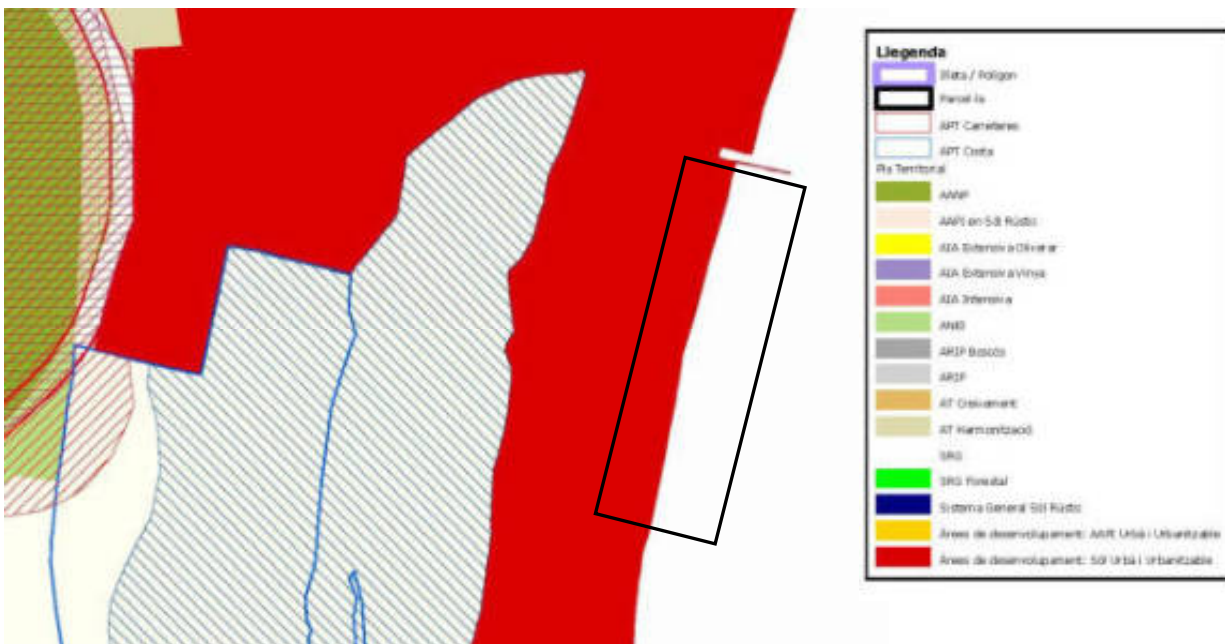 Llegenda
Illeta / Polígon
Parcel·la
APT Carreteres
APT Costa
Pla Territorial
AANP
AAPI en Sòl Rústic
AIA Extensiva Olivarar
AIA Extensiva Vinya
AIA Intensiva
ANEI
ARIP Boscós
ARIP
AT Creixement
AT Harmonització
SRG
SRG Forestal
Sistema General Sòl Rústic
Àrees de desenvolupament: AAPI Urbà i Urbanitzable
Àrees de desenvolupament: Sòl Urbà i Urbanitzable